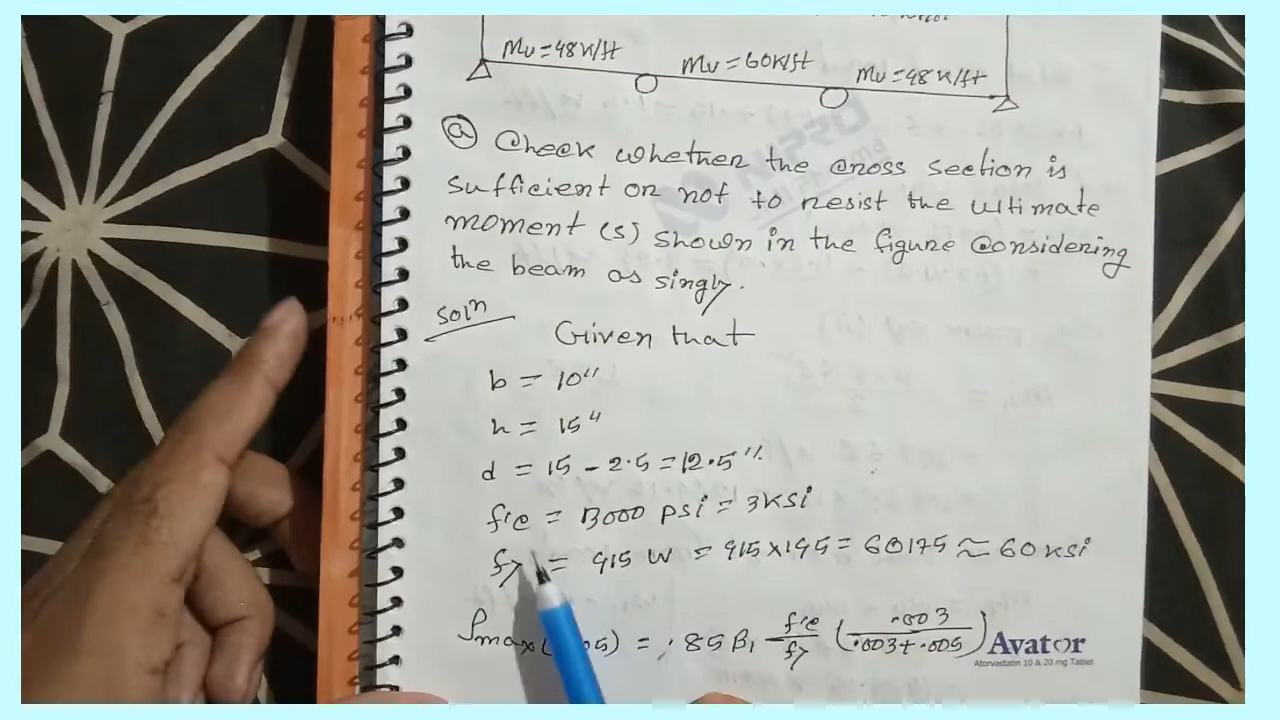 Mu = 48 k/ft
Mu = 60 k/ft
Mu = 48 k/ft
(a) Check whether the cross section is
sufficient or not to resist the ultimate
moment (s) shown in the figure considering
the beam as singly.
Solⁿ
Given that
b = 10"
h = 15"
d = 15 - 2.5 = 12.5"
f'c = 3000 psi = 3 ksi
fy = 415 W = 415 x 145 = 60175 ≈ 60 ksi
ρmax( .005) = .85 β₁ f'c/fy (.003/.003+.005)
Avator
Atorvastatin 10 & 20 mg Tablet